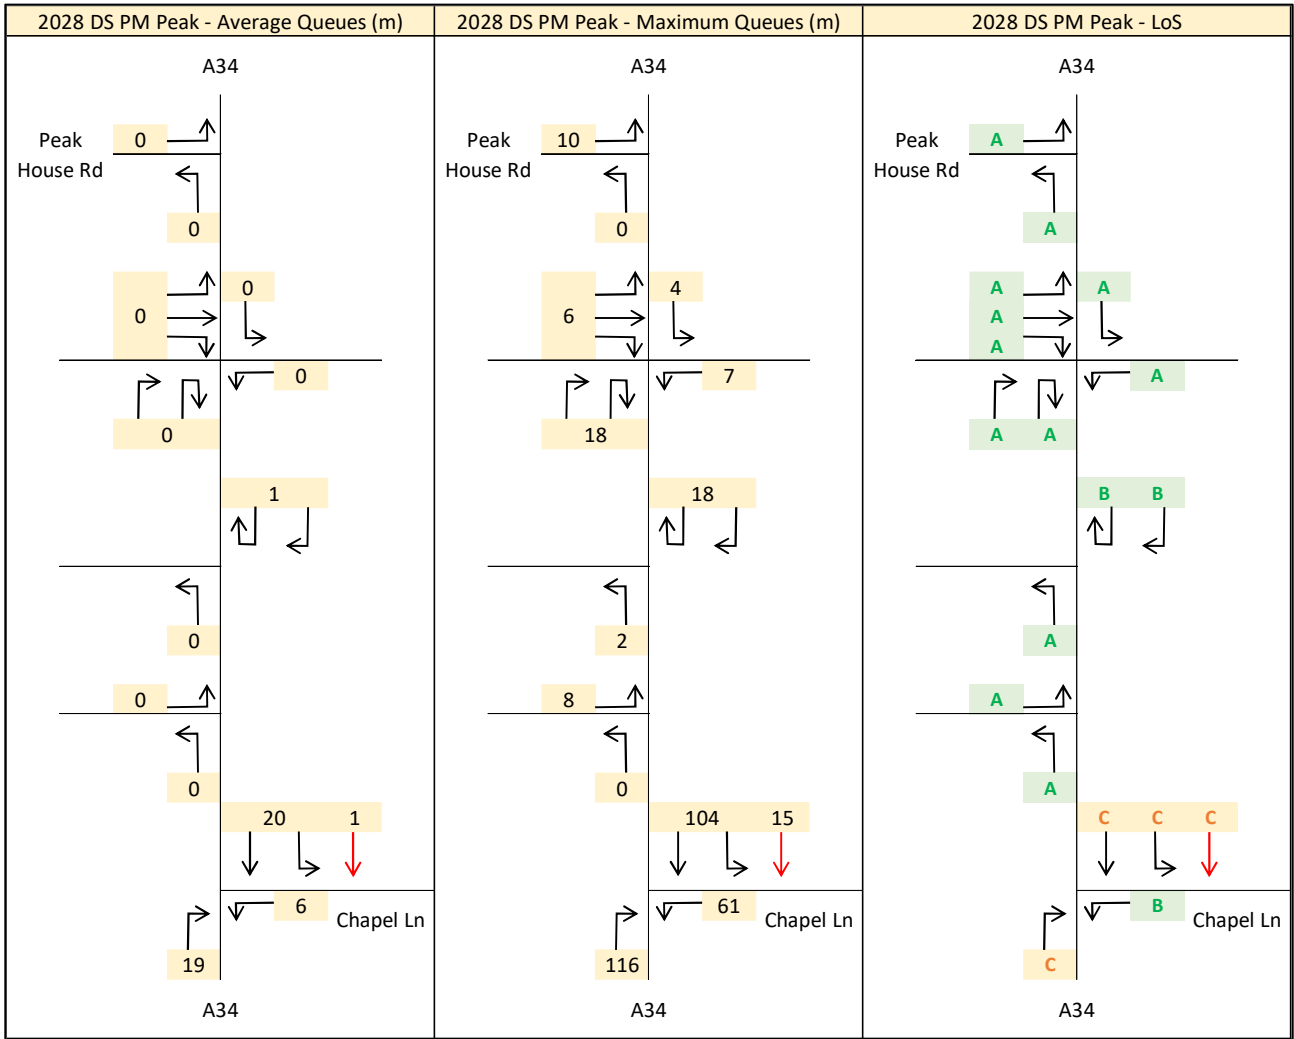 2028 DS PM Peak - Average Queues (m)
A34
Peak
House Rd
0
0
0
0
0
0
1
0
0
0
20 1
6
Chapel Ln
19
A34
2028 DS PM Peak - Maximum Queues (m)
A34
Peak
House Rd
10
0
4
6
7
18
18
2
8
0
104 15
61
Chapel Ln
116
A34
2028 DS PM Peak - LoS
A34
Peak
House Rd
A
A
A A
A
A
A
A A
B B
A
A
A
C C C
B
Chapel Ln
C
A34